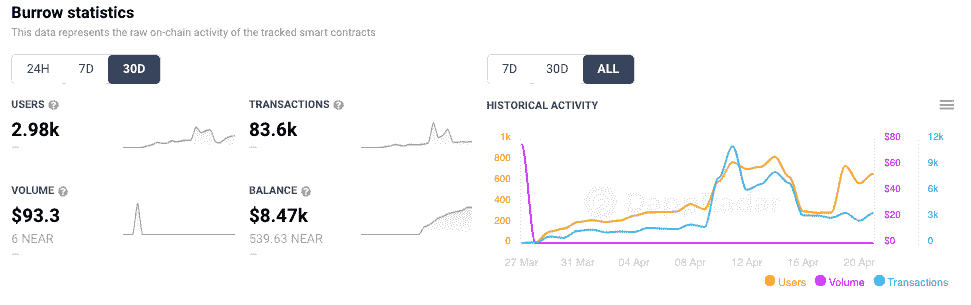 Burrow statistics
This data represents the raw on-chain activity of the tracked smart contracts
24H 7D 30D
7D 30D ALL
USERS ?
2.98k
—
TRANSACTIONS ?
83.6k
—
VOLUME ?
$93.3
6 NEAR
—
BALANCE ?
$8.47k
539.63 NEAR
—
HISTORICAL ACTIVITY
1k $80 12k
800 $60 9k
600
$40 6k
400
200 $20 3k
0 $0 0
DappRadar
27 Mar 31 Mar 04 Apr 08 Apr 12 Apr 16 Apr 20 Apr
Users Volume Transactions